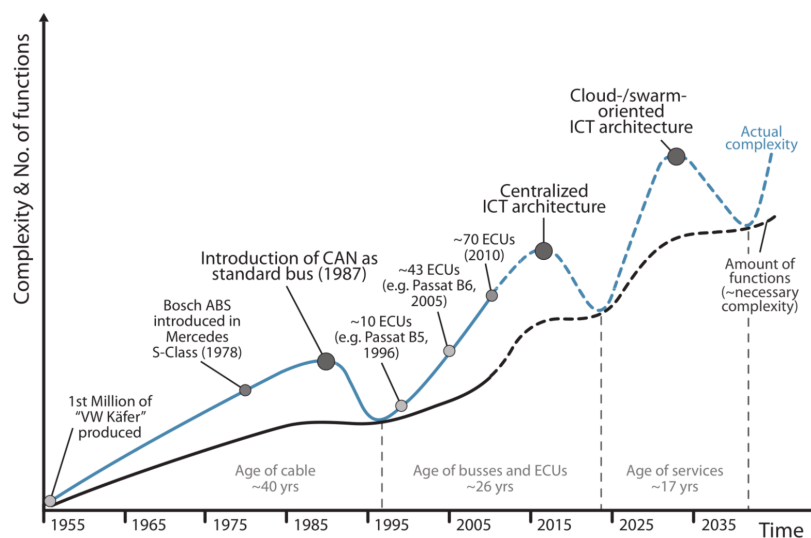 Complexity & No. of functions
Cloud-/swarm-
oriented
ICT architecture
Actual
complexity
Centralized
ICT architecture
~70 ECUs
(2010)
Introduction of CAN as
standard bus (1987)
~43 ECUs
(e.g. Passat B6,
2005)
Amount of
functions
(~necessary
complexity)
Bosch ABS
introduced in
Mercedes
S-Class (1978)
~10 ECUs
(e.g. Passat B5,
1996)
1st Million of
“VW Käfer”
produced
Age of cable
~40 yrs
Age of busses and ECUs
~26 yrs
Age of services
~17 yrs
1955 1965 1975 1985 1995 2005 2015 2025 2035
Time